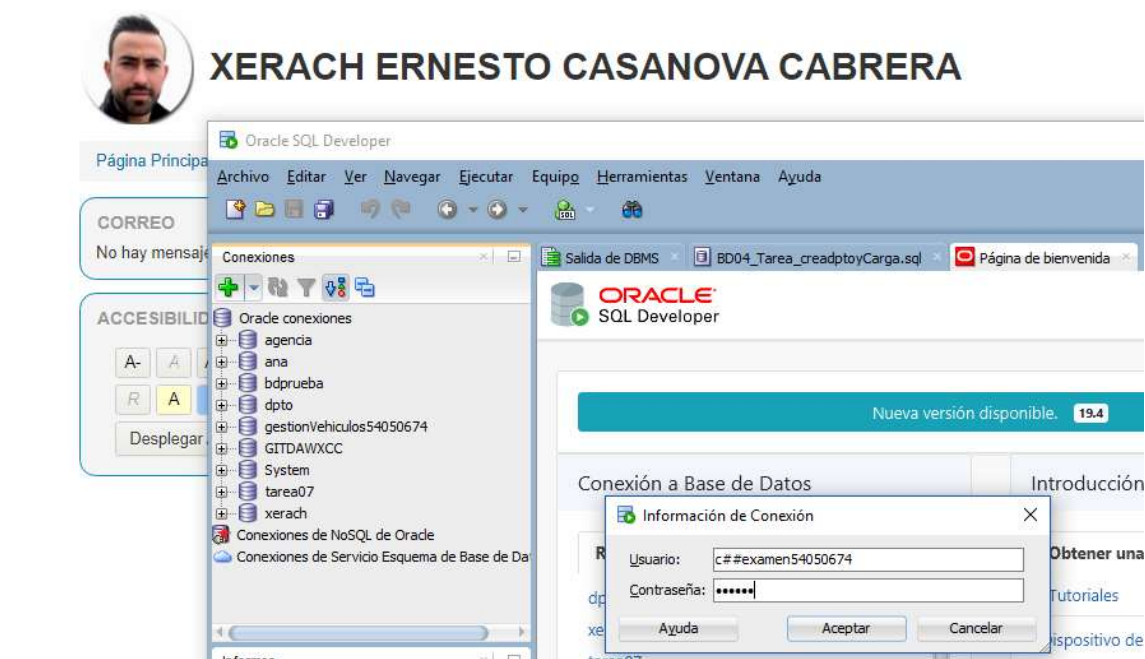 XERACH ERNESTO CASANOVA CABRERA
Página Principa
CORREO
No hay mensaje
ACCESIBILID
A-
A
R
A
Desplegar
Oracle SQL Developer
Archivo Editar Ver Navegar Ejecutar Equipo Herramientas Ventana Ayuda
SQL
Conexiones
Oracle conexiones
agencia
ana
bdprueba
dpto
gestionVehiculos54050674
GITDAWXCC
System
tarea07
xerach
Conexiones de NoSQL de Oracle
Conexiones de Servicio Esquema de Base de Da
Salida de DBMS
BD04_Tarea_creadptoyCarga.sql
Página de bienvenida
ORACLE
SQL Developer
Nueva versión disponible. 19.4
Conexión a Base de Datos
Introducción
R
Obtener una
dp
Tutoriales
xe
ispositivo de
Información de Conexión
Usuario: c##examen54050674
Contraseña: ••••••
Ayuda Aceptar Cancelar